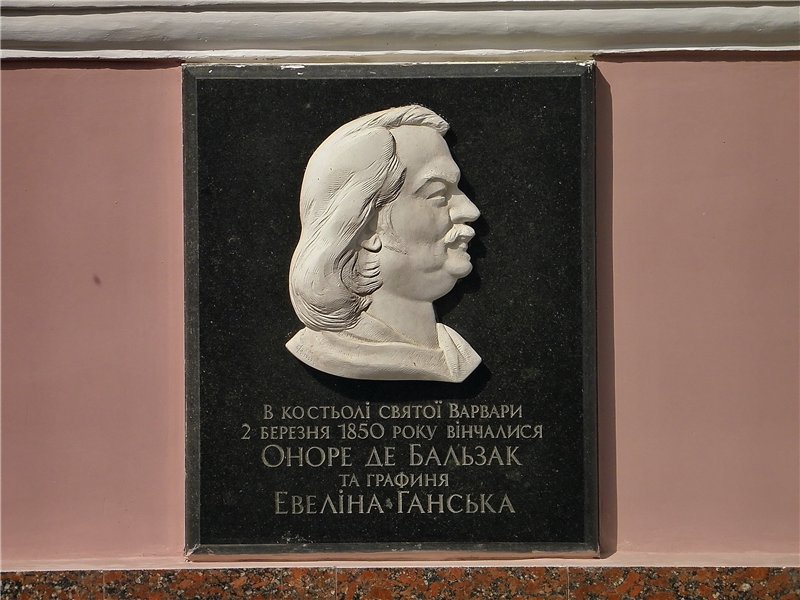 В костьолі святої Варвари
2 березня 1850 року вінчалися
Оноре де Бальзак
та графиня
Евеліна Ганська